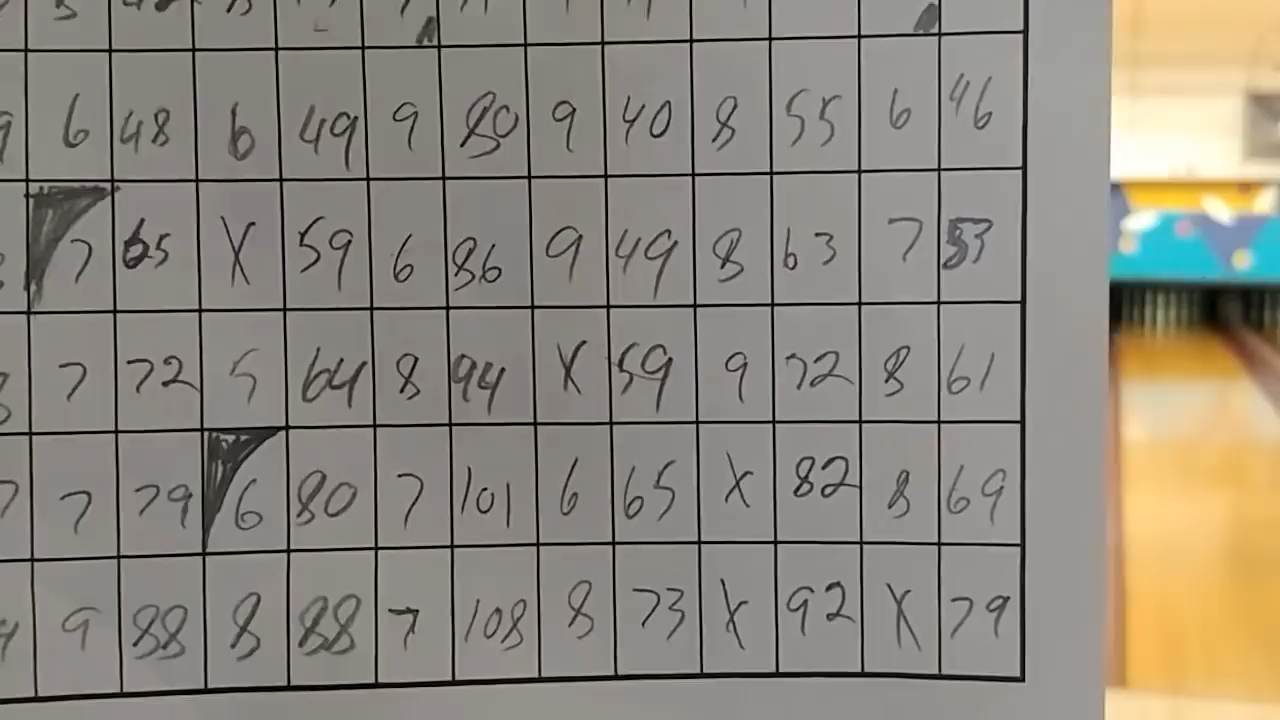 6 48 6 49 9 80 9 40 8 55 6 46
7 65 X 59 6 86 9 49 8 63 7 53
7 72 5 64 8 94 X 59 9 72 8 61
7 79 6 80 7 101 6 65 X 82 8 69
9 88 8 88 7 108 8 73 X 92 X 79